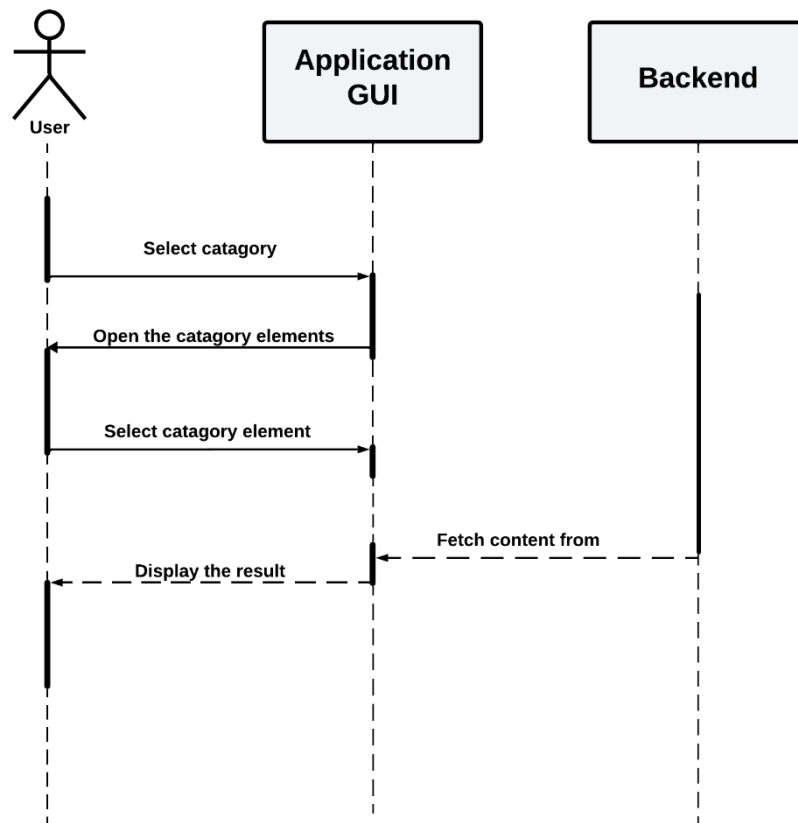 Application
GUI
Backend
User
Select catagory
Open the catagory elements
Select catagory element
Fetch content from
Display the result